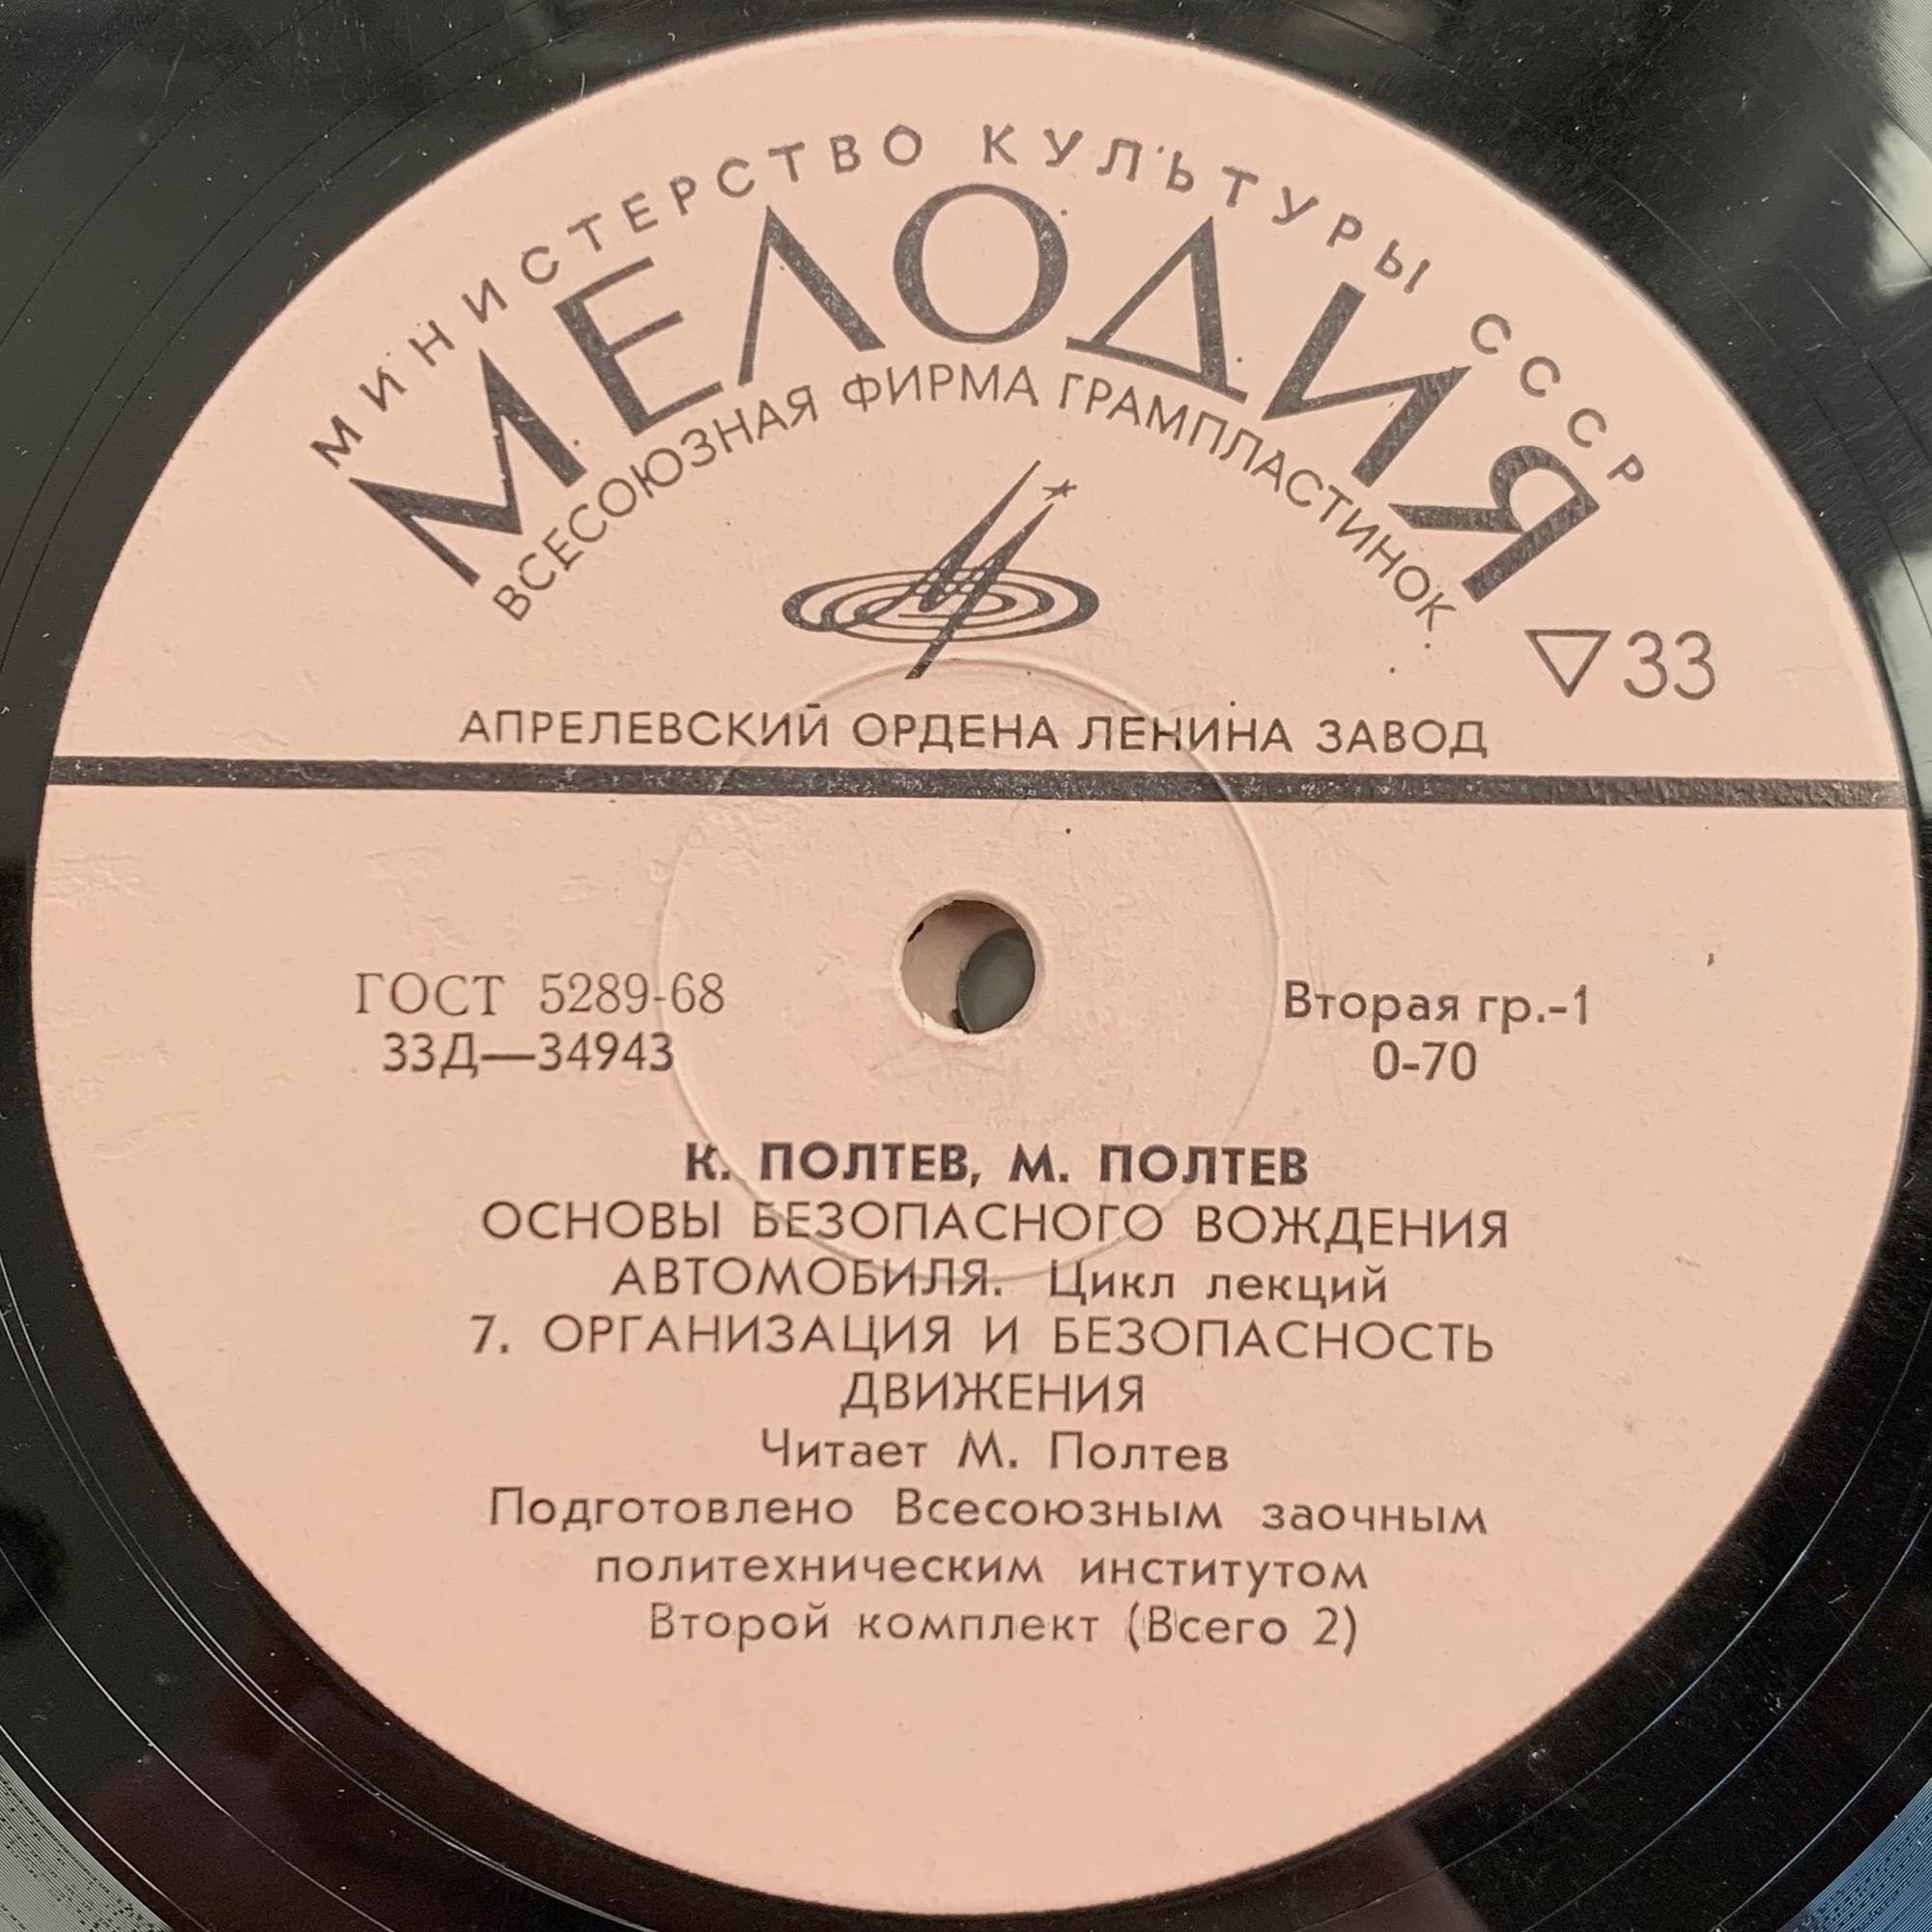 МИНИСТЕРСТВО КУЛЬТУРЫ СССР
МЕЛОДИЯ
ВСЕСОЮЗНАЯ ФИРМА ГРАМПЛАСТИНОК
33
АПРЕЛЕВСКИЙ ОРДЕНА ЛЕНИНА ЗАВОД
ГОСТ 5289-68
33Д—34943
Вторая гр.-1
0-70
К. ПОЛТЕВ, М. ПОЛТЕВ
ОСНОВЫ БЕЗОПАСНОГО ВОЖДЕНИЯ
АВТОМОБИЛЯ. Цикл лекций
7. ОРГАНИЗАЦИЯ И БЕЗОПАСНОСТЬ
ДВИЖЕНИЯ
Читает М. Полтев
Подготовлено Всесоюзным заочным
политехническим институтом
Второй комплект (Всего 2)